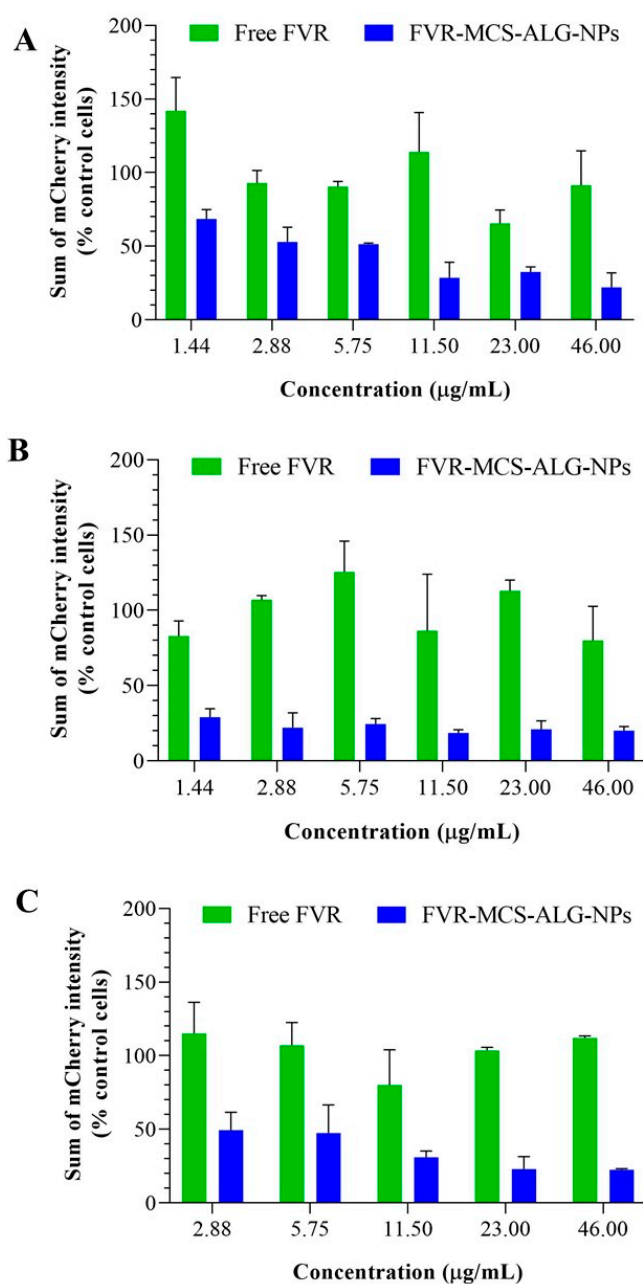 A
Free FVR
FVR-MCS-ALG-NPs
Sum of mCherry intensity
(% control cells)
200
150
100
50
0
1.44 2.88 5.75 11.50 23.00 46.00
Concentration (μg/mL)
B
Free FVR
FVR-MCS-ALG-NPs
Sum of mCherry intensity
(% control cells)
200
150
100
50
0
1.44 2.88 5.75 11.50 23.00 46.00
Concentration (μg/mL)
C
Free FVR
FVR-MCS-ALG-NPs
Sum of mCherry intensity
(% control cells)
200
150
100
50
0
2.88 5.75 11.50 23.00 46.00
Concentration (μg/mL)